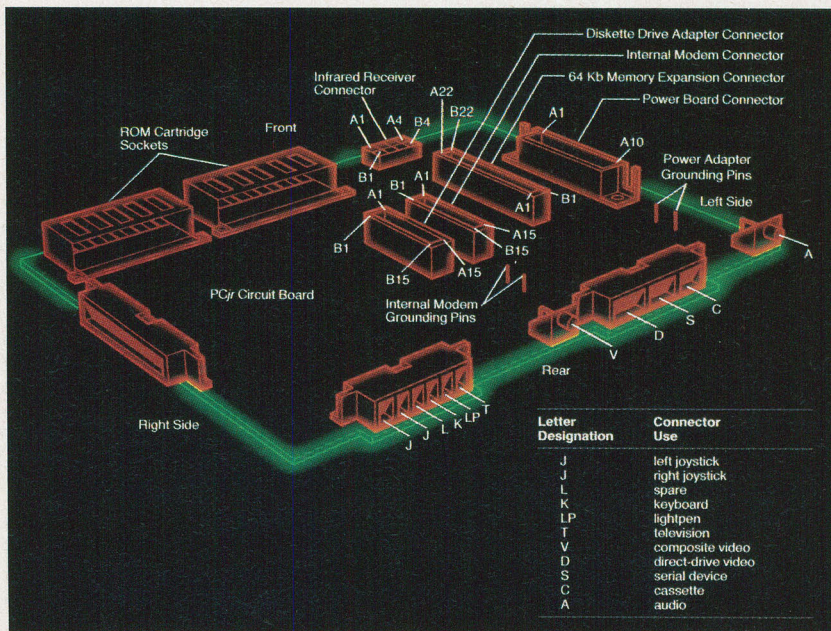 Diskette Drive Adapter Connector
Internal Modem Connector
64 Kb Memory Expansion Connector
Power Board Connector
Infrared Receiver
Connector
A22
B22
A1
A4
B4
B1
A1
A10
ROM Cartridge
Sockets
Front
Power Adapter
Grounding Pins
Left Side
A1
B1
A1
B1
A1
B1
A15
B15
A15
B15
A
PCjr Circuit Board
Internal Modem
Grounding Pins
C
S
D
V
Rear
Right Side
T
LP
K
L
J
J
Letter Designation Connector Use
J left joystick
J right joystick
L spare
K keyboard
LP lightpen
T television
V composite video
D direct-drive video
S serial device
C cassette
A audio